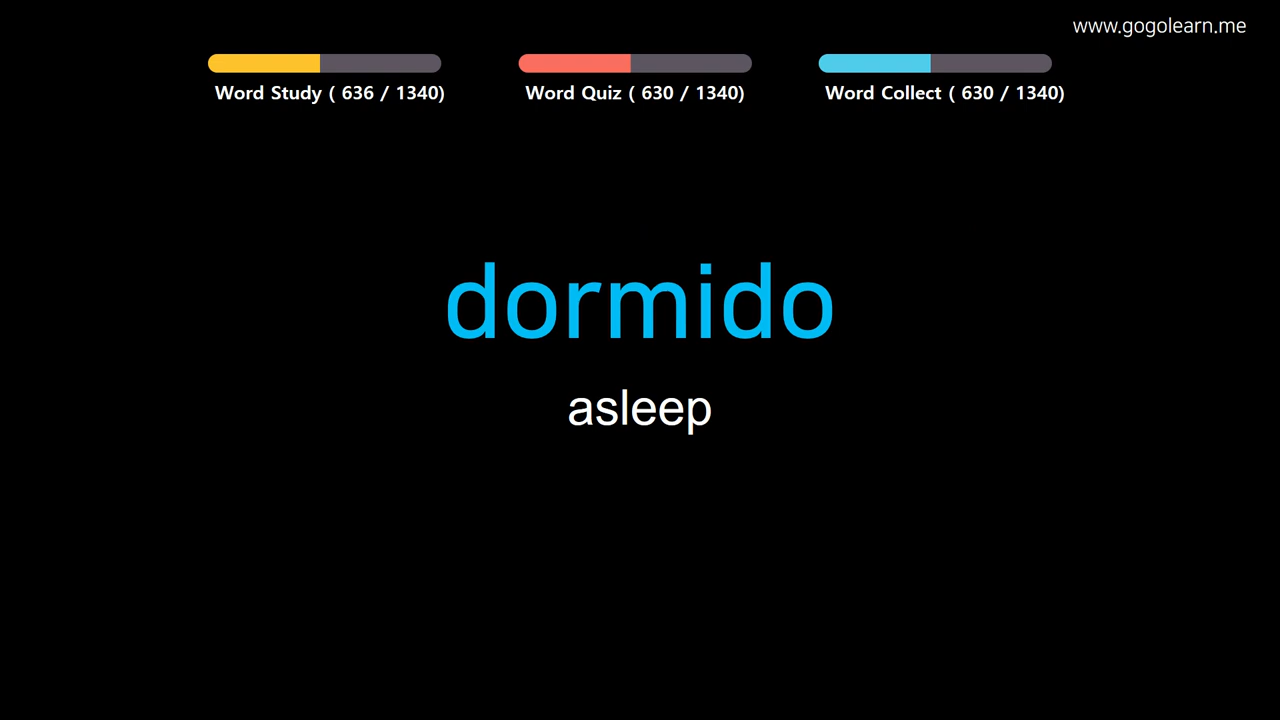 www.gogolearn.me
Word Study ( 636 / 1340)
Word Quiz ( 630 / 1340)
Word Collect ( 630 / 1340)
dormido
asleep